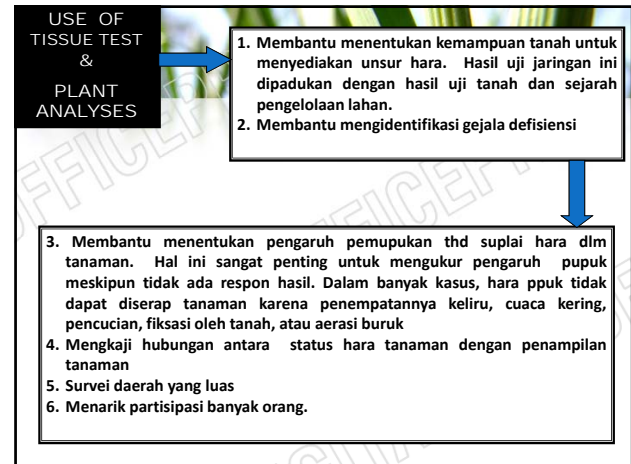 USE OF
TISSUE TEST
&
PLANT
ANALYSES
1. Membantu menentukan kemampuan tanah untuk
menyediakan unsur hara. Hasil uji jaringan ini
dipadukan dengan hasil uji tanah dan sejarah
pengelolaan lahan.
2. Membantu mengidentifikasi gejala defisiensi
3. Membantu menentukan pengaruh pemupukan thd suplai hara dlm
tanaman. Hal ini sangat penting untuk mengukur pengaruh pupuk
meskipun tidak ada respon hasil. Dalam banyak kasus, hara ppuk tidak
dapat diserap tanaman karena penempatannya keliru, cuaca kering,
pencucian, fiksasi oleh tanah, atau aerasi buruk
4. Mengkaji hubungan antara status hara tanaman dengan penampilan
tanaman
5. Survei daerah yang luas
6. Menarik partisipasi banyak orang.